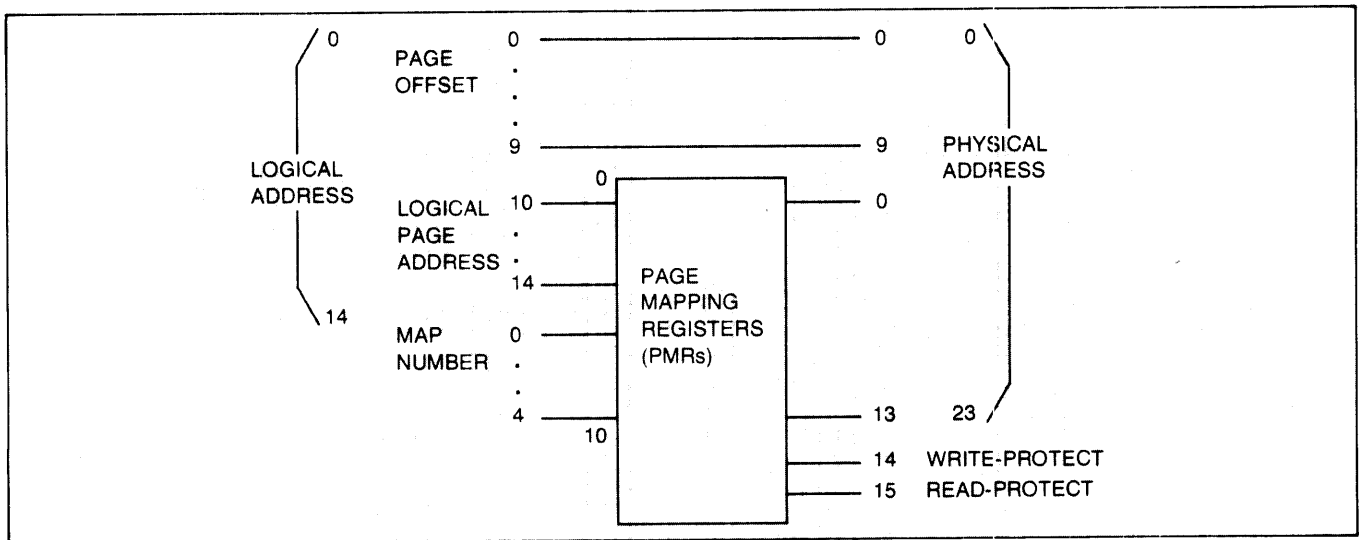 0 0 0 0
PAGE
OFFSET
.
.
.
9 9
PHYSICAL
ADDRESS
LOGICAL
ADDRESS
0
10 0
LOGICAL
PAGE
ADDRESS
.
.
14
PAGE
MAPPING
REGISTERS
(PMRs)
14
MAP
NUMBER
0
.
.
4
10
13 23
14 WRITE-PROTECT
15 READ-PROTECT